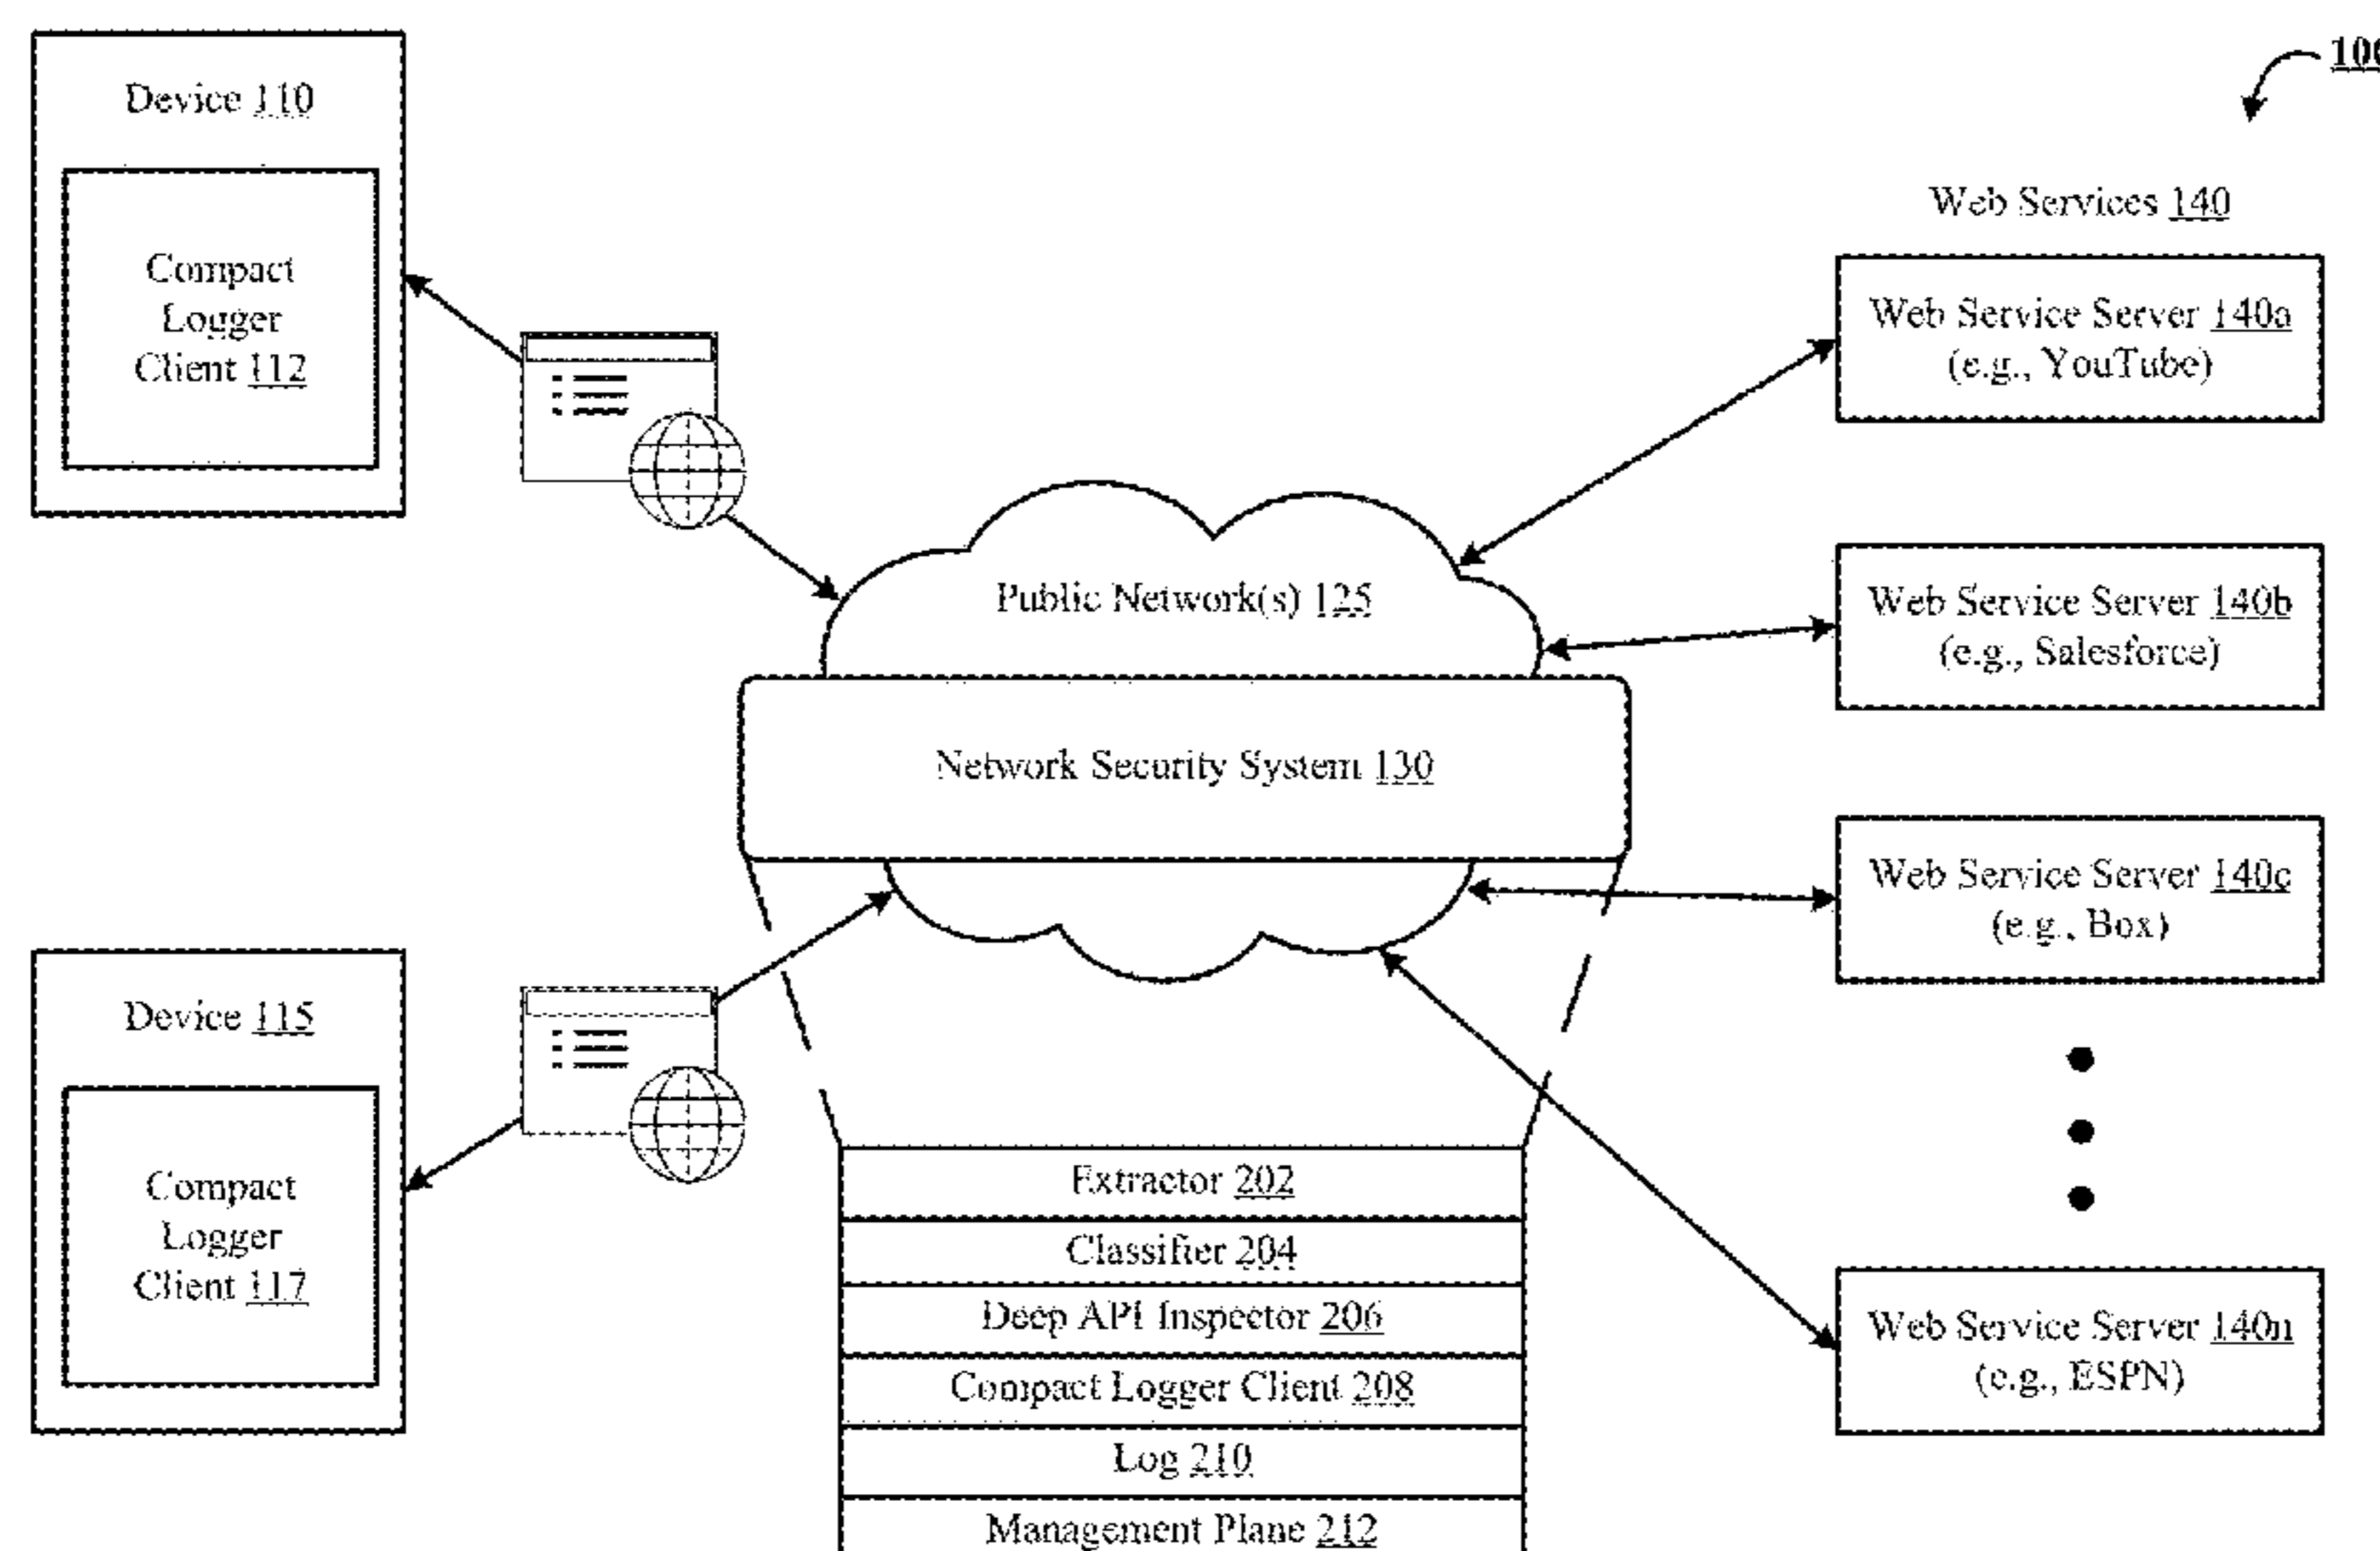 100
Device 110
Compact
Logger
Client 112
Web Services 140
Web Service Server 140a
(e.g., YouTube)
Public Network(s) 125
Web Service Server 140b
(e.g., Salesforce)
Network Security System 130
Web Service Server 140c
(e.g., Box)
Device 115
Compact
Logger
Client 117
Extractor 202
Classifier 204
Deep API Inspector 206
Compact Logger Client 208
Log 210
Management Plane 212
Web Service Server 140n
(e.g., ESPN)